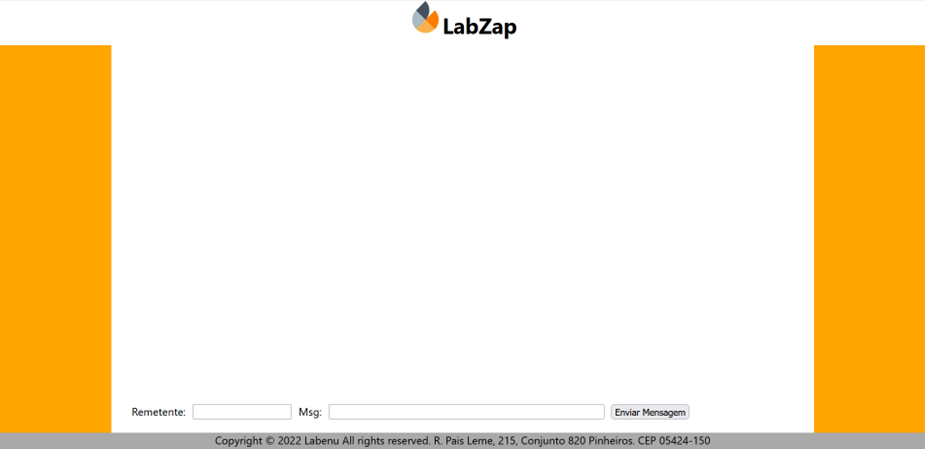 LabZap
Remetente: Msg: Enviar Mensagem
Copyright © 2022 Labenu All rights reserved. R. Pais Leme, 215, Conjunto 820 Pinheiros. CEP 05424-150